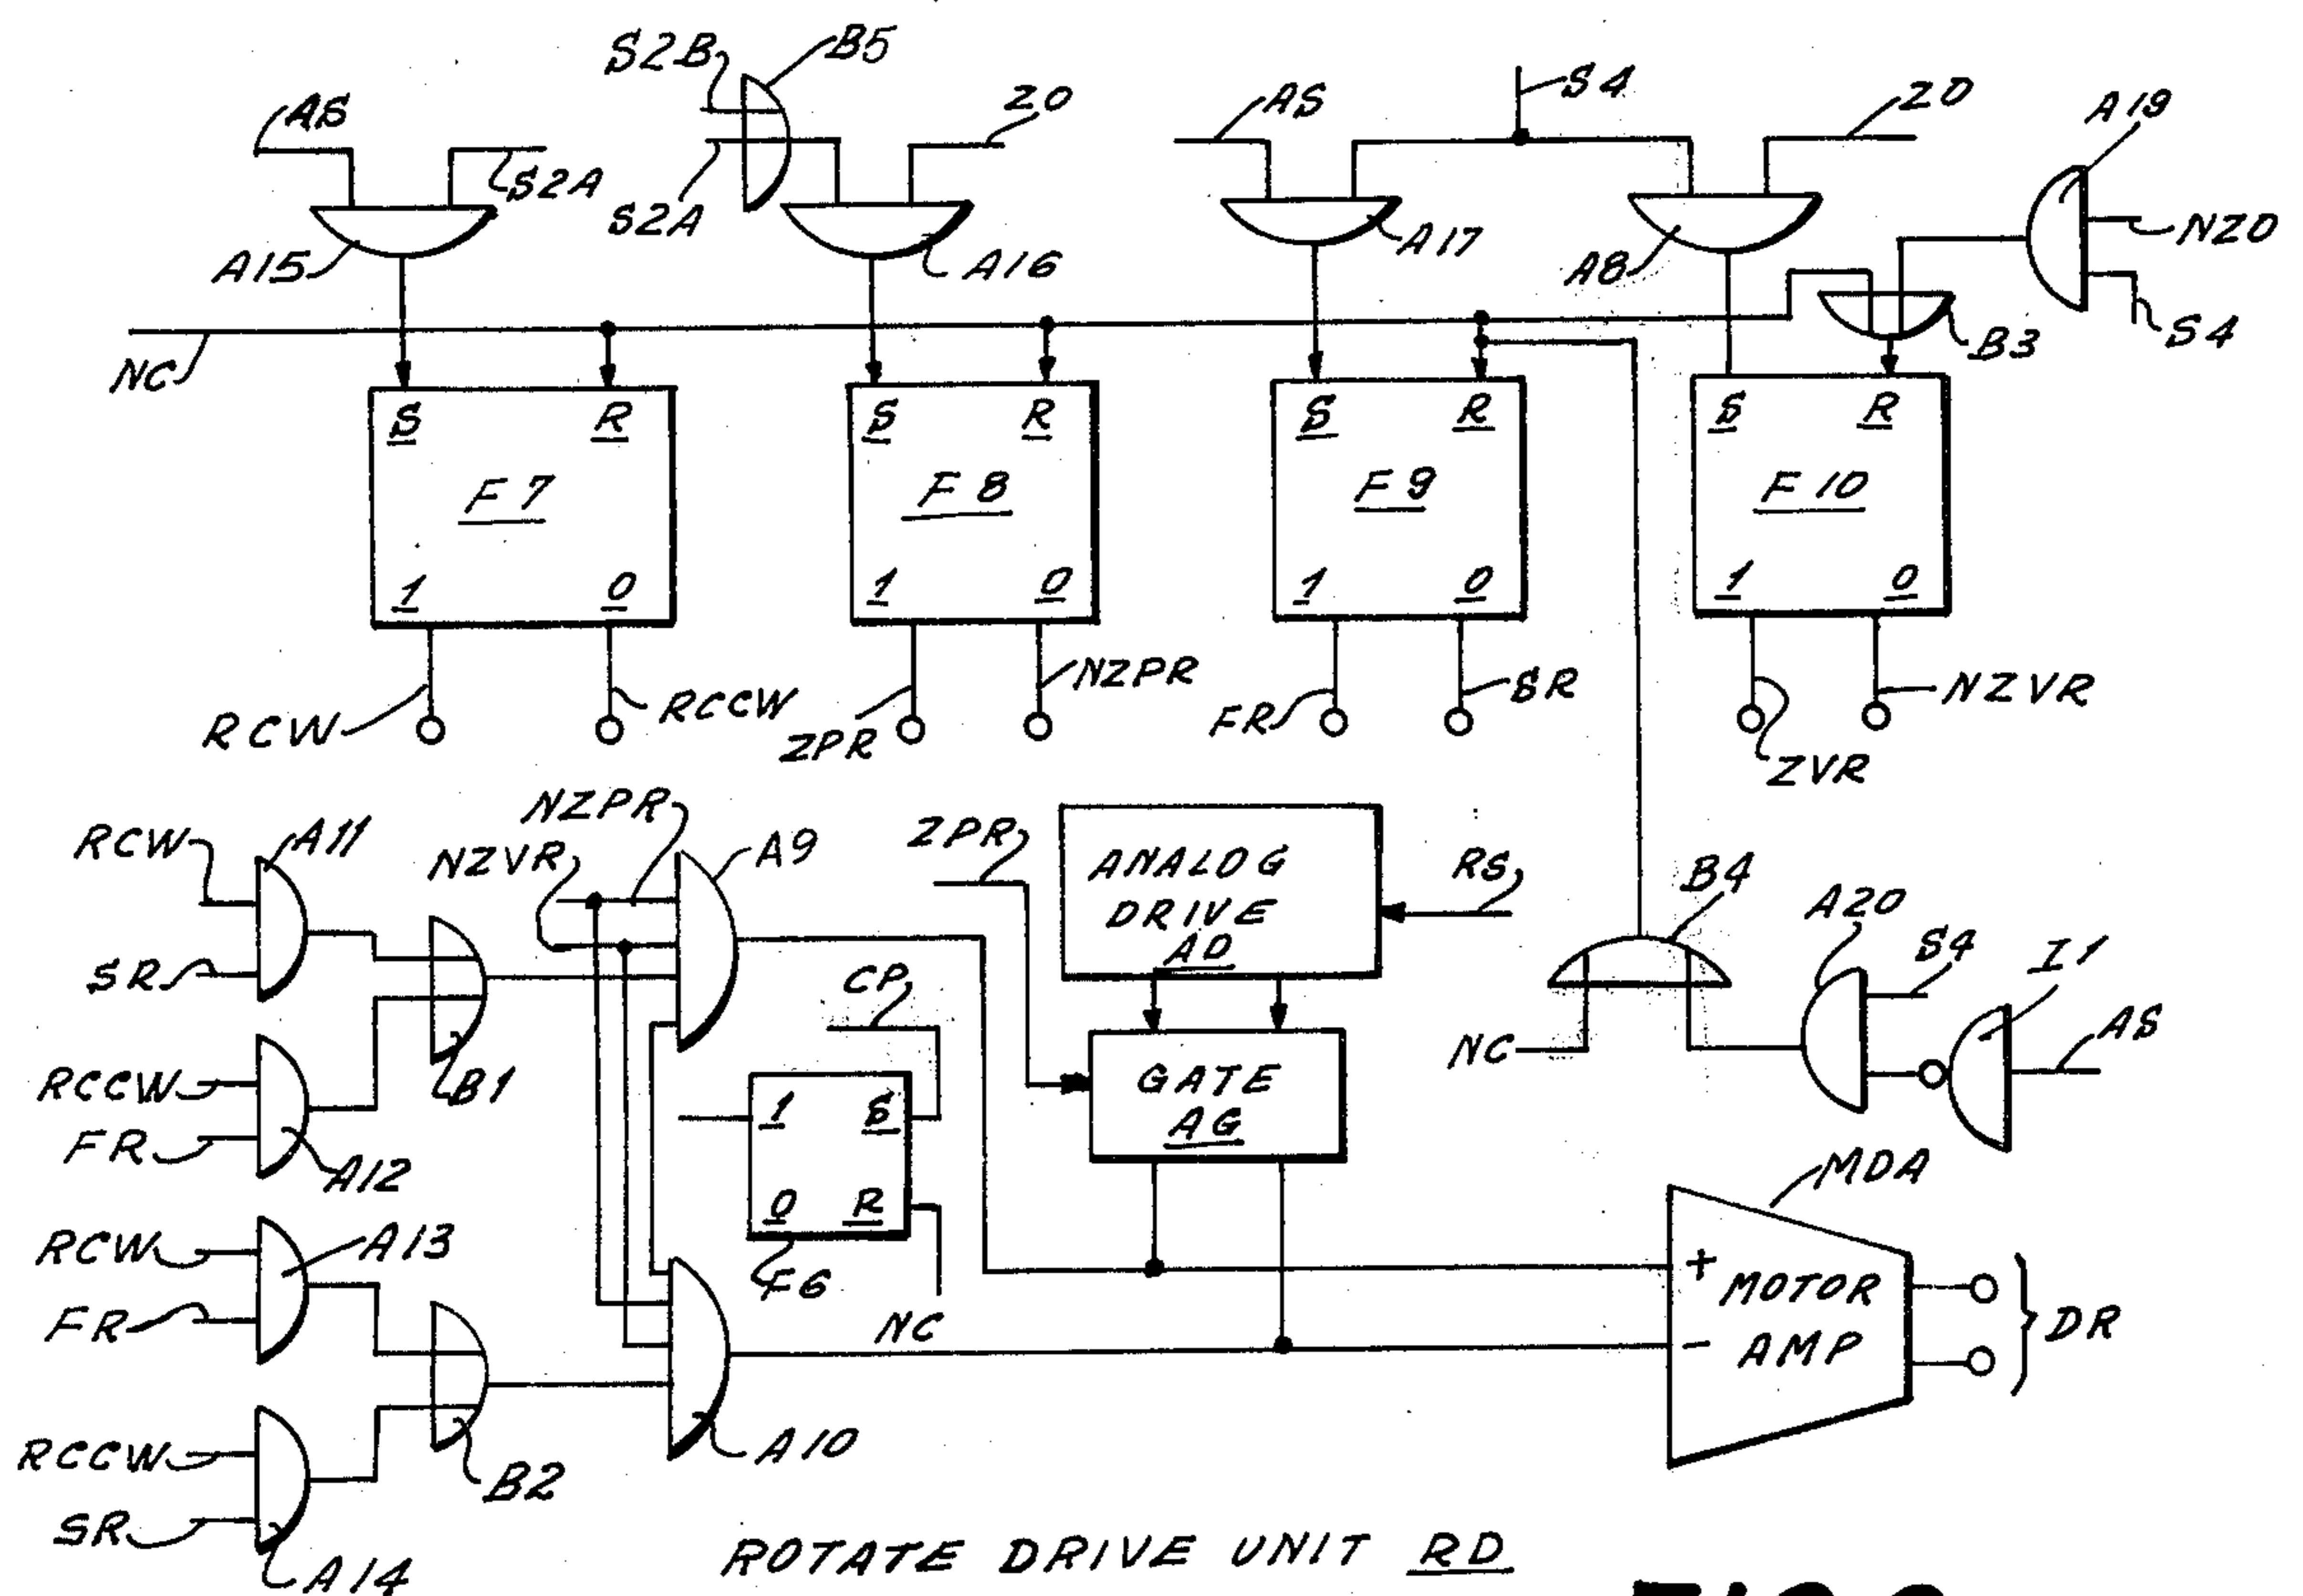 S2B
B5
AS
S2A
20
S2A
AS
S4
20
A19
NZO
A15
A16
A17
A8
B3
S4
NC
S R
F7
1 0
S R
F8
1 0
S R
F9
1 0
S R
F10
1 0
RCW
RCCW
ZPR
NZPR
FR
SR
ZVR
NZVR
RCW
A11
SR
NZPR
NZVR
A9
ZPR
ANALOG
DRIVE
AD
RS
B4
A20
S4
I1
AS
B1
RCCW
FR
A12
CP
1 S
0 R
F6
NC
GATE
AG
NC
MDA
RCW
A13
FR
+
-
MOTOR
AMP
DR
RCCW
SR
A14
B2
A10
ROTATE DRIVE UNIT RD